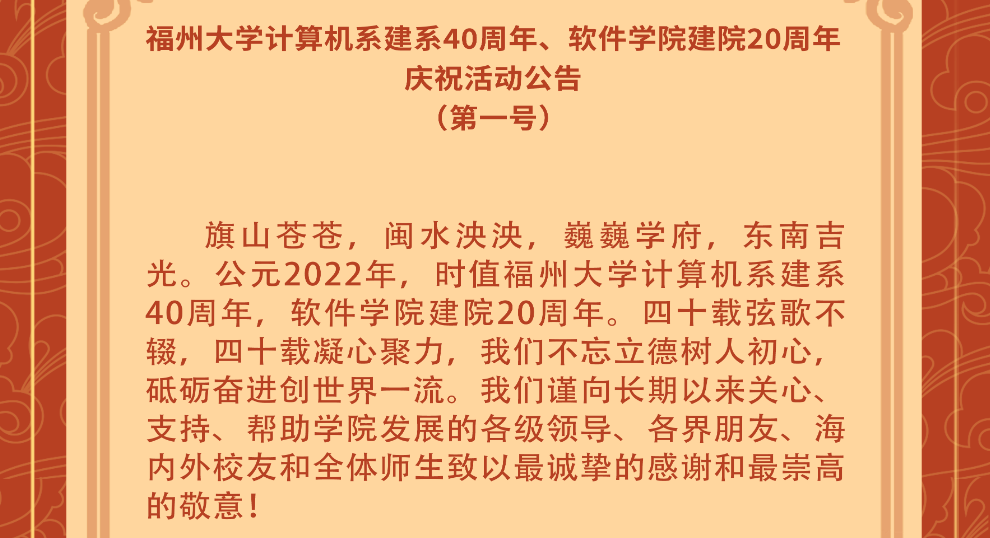 福州大学计算机系建系40周年、软件学院建院20周年
庆祝活动公告
（第一号）
旗山苍苍，闽水泱泱，巍巍学府，东南吉
光。公元2022年，时值福州大学计算机系建系
40周年，软件学院建院20周年。四十载弦歌不
辍，四十载凝心聚力，我们不忘立德树人初心，
砥砺奋进创世界一流。我们谨向长期以来关心、
支持、帮助学院发展的各级领导、各界朋友、海
内外校友和全体师生致以最诚挚的感谢和最崇高
的敬意！